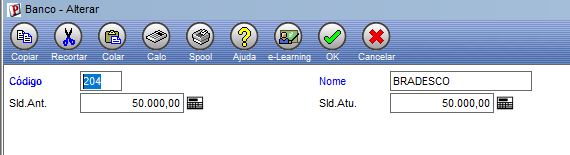 Banco - Alterar
Copiar Recortar Colar Calc Spool Ajuda e-Learning OK Cancelar
Código 204 Nome BRADESCO
Sld.Ant. 50.000,00 Sld.Atu. 50.000,00